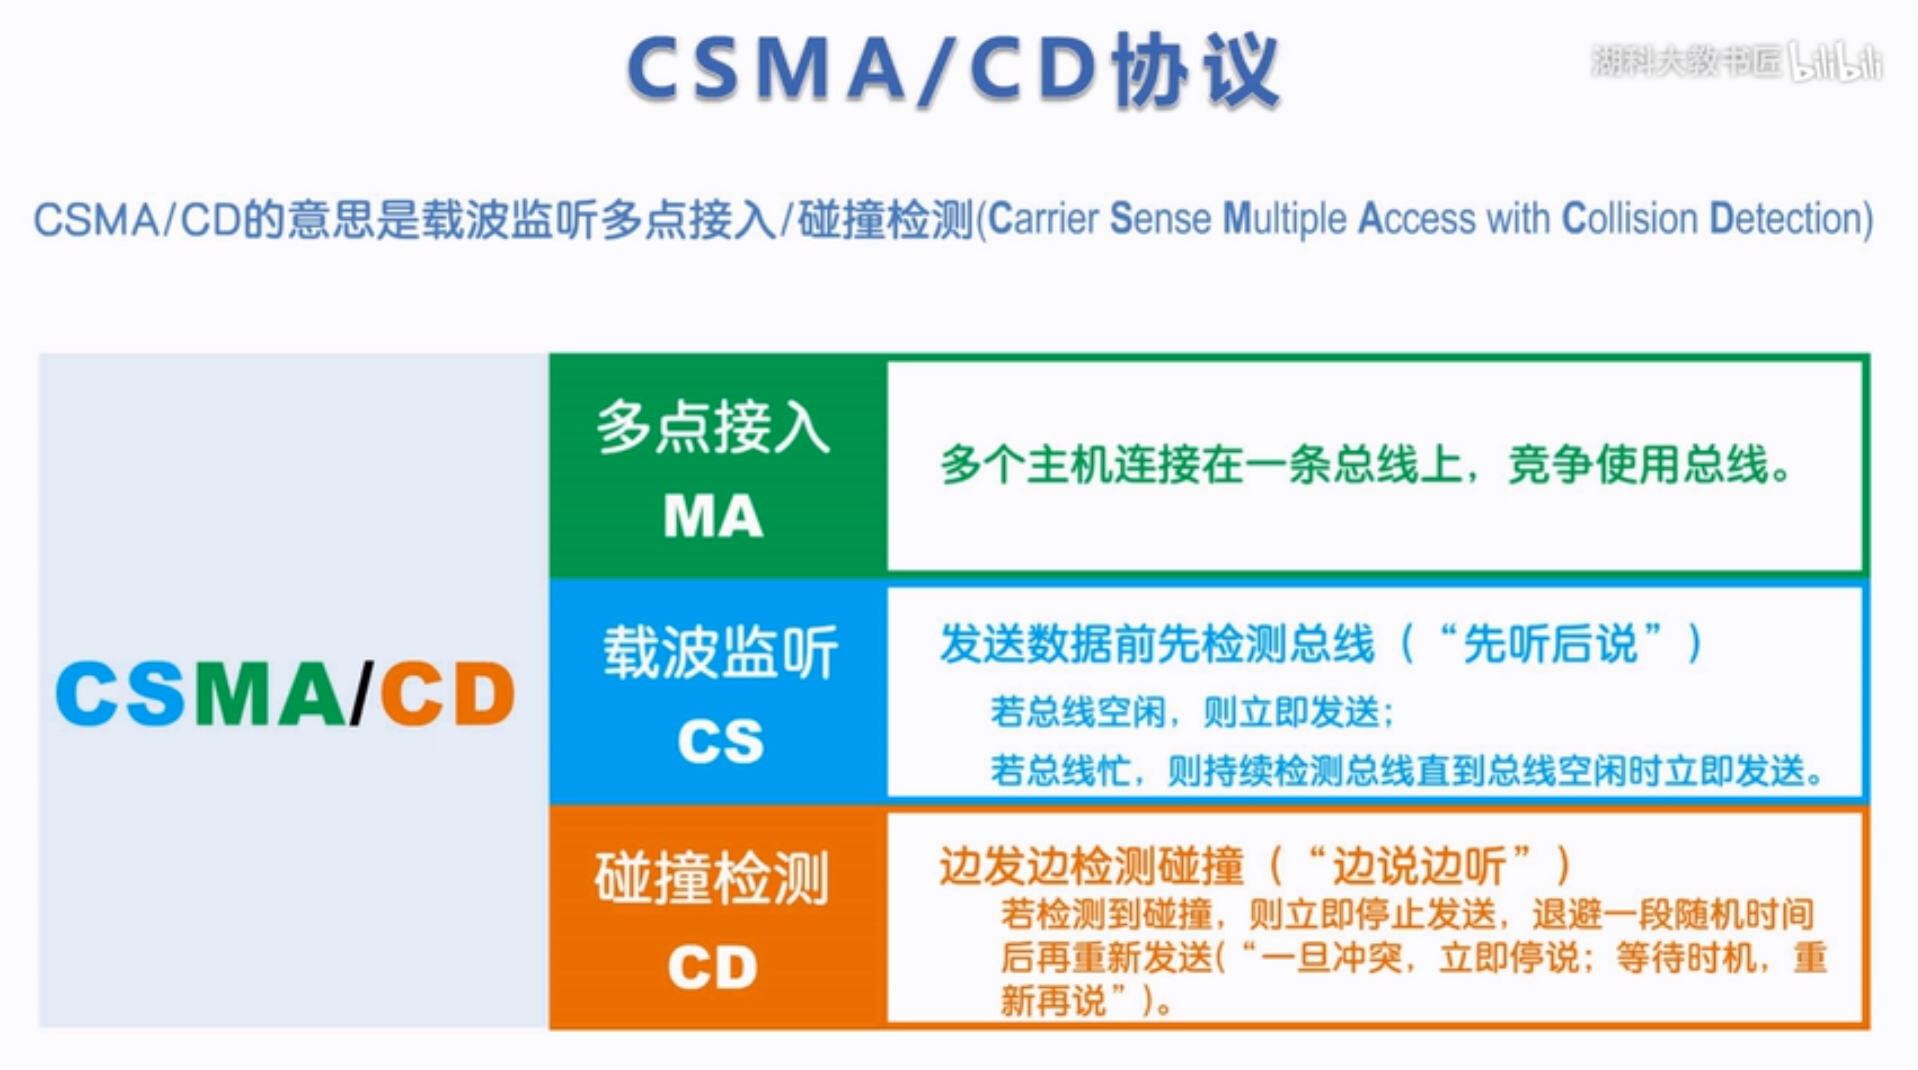 CSMA/CD协议
湖科大教书匠 bilibili
CSMA/CD的意思是载波监听多点接入/碰撞检测(Carrier Sense Multiple Access with Collision Detection)
CSMA/CD
多点接入
MA
多个主机连接在一条总线上，竞争使用总线。
载波监听
CS
发送数据前先检测总线（“先听后说”）
若总线空闲，则立即发送；
若总线忙，则持续检测总线直到总线空闲时立即发送。
碰撞检测
CD
边发边检测碰撞（“边说边听”）
若检测到碰撞，则立即停止发送，退避一段随机时间
后再重新发送(“一旦冲突，立即停说；等待时机，重
新再说”)。